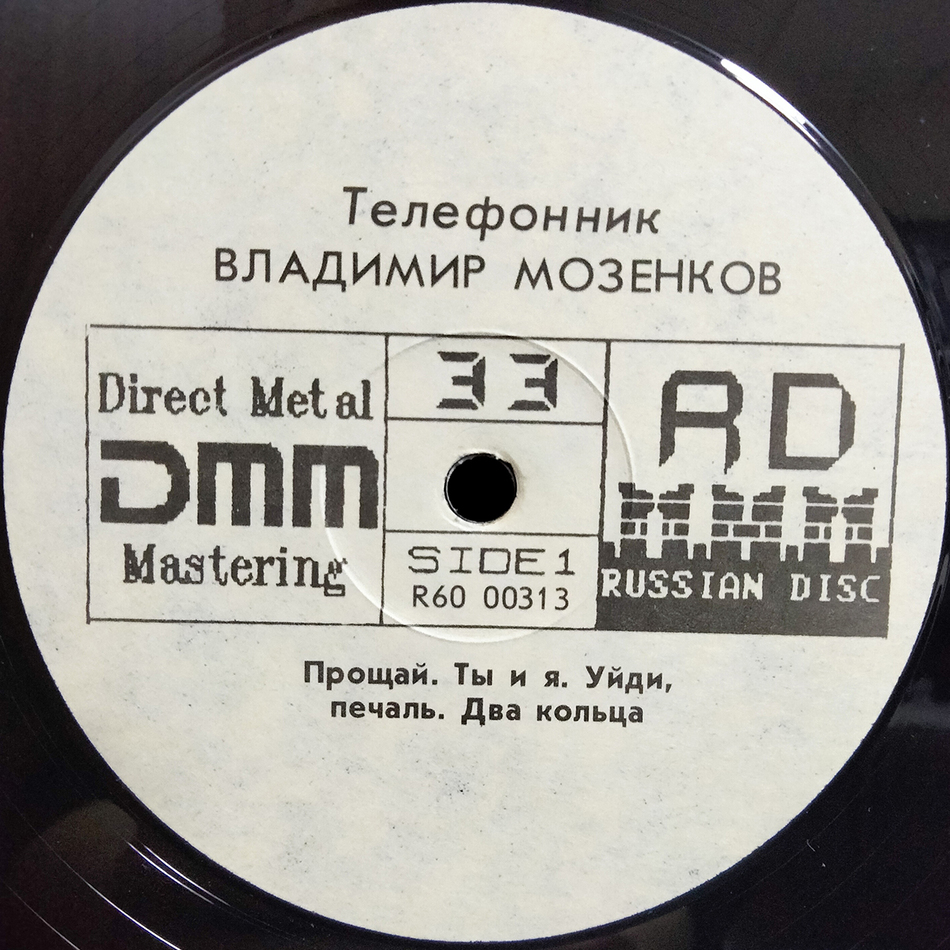 Телефонник
ВЛАДИМИР МОЗЕНКОВ
Direct Metal
DMM
Mastering
33
SIDE 1
R60 00313
RD
RUSSIAN DISC
Прощай. Ты и я. Уйди,
печаль. Два кольца